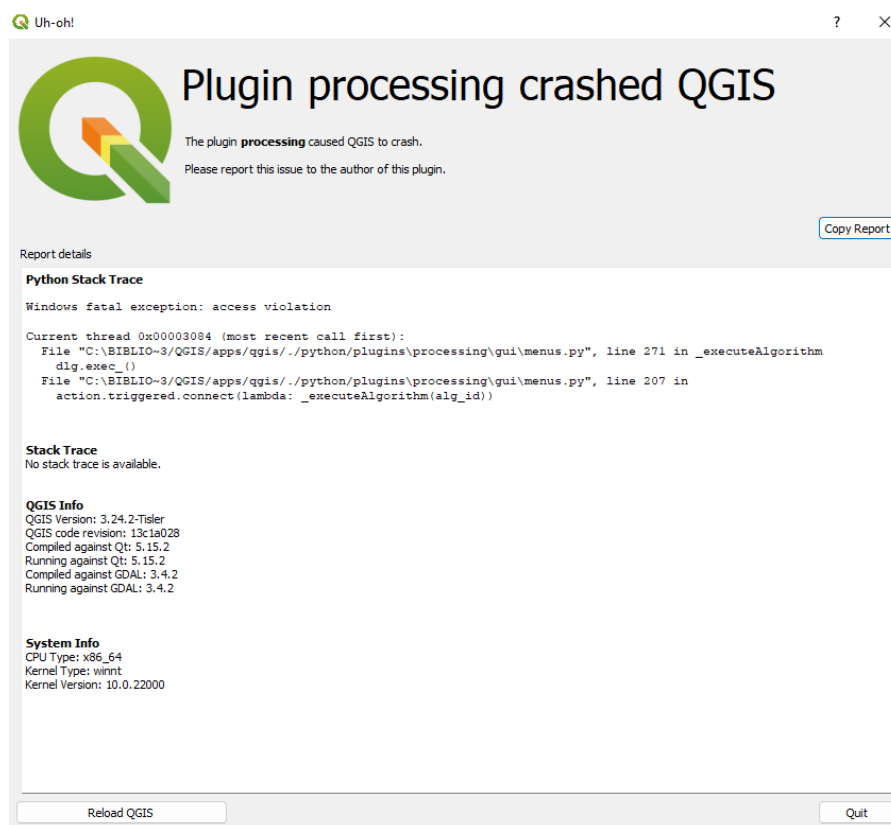 Uh-oh!
?
Plugin processing crashed QGIS
The plugin processing caused QGIS to crash.
Please report this issue to the author of this plugin.
Copy Report
Report details
Python Stack Trace
Windows fatal exception: access violation
Current thread 0x00003084 (most recent call first):
File "C:\BIBLIO~3/QGIS/apps/qgis/./python/plugins\processing\gui\menus.py", line 271 in _executeAlgorithm
dlg.exec_()
File "C:\BIBLIO~3/QGIS/apps/qgis/./python/plugins\processing\gui\menus.py", line 207 in
action.triggered.connect(lambda: _executeAlgorithm(alg_id))
Stack Trace
No stack trace is available.
QGIS Info
QGIS Version: 3.24.2-Tisler
QGIS code revision: 13c1a028
Compiled against Qt: 5.15.2
Running against Qt: 5.15.2
Compiled against GDAL: 3.4.2
Running against GDAL: 3.4.2
System Info
CPU Type: x86_64
Kernel Type: winnt
Kernel Version: 10.0.22000
Reload QGIS
Quit